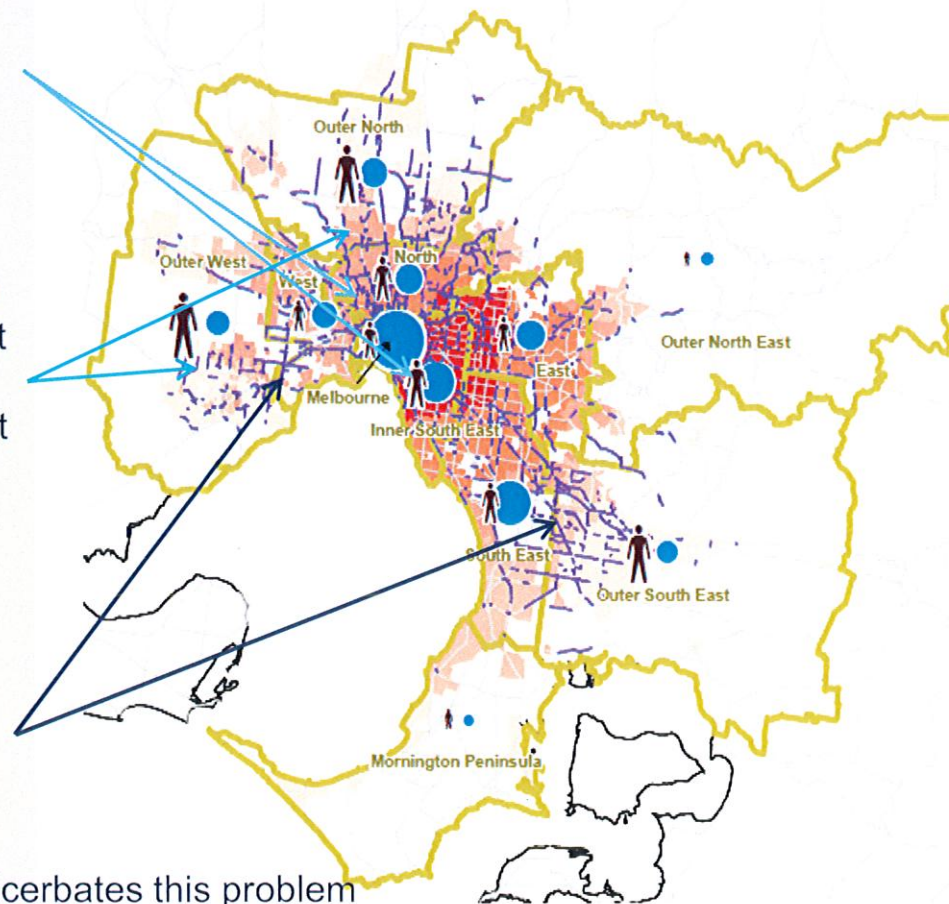 Outer North
North
Outer West
West
t
Outer North East
East
t
Melbourne
Inner South East
South East
Outer South East
Mornington Peninsula
cerbates this problem